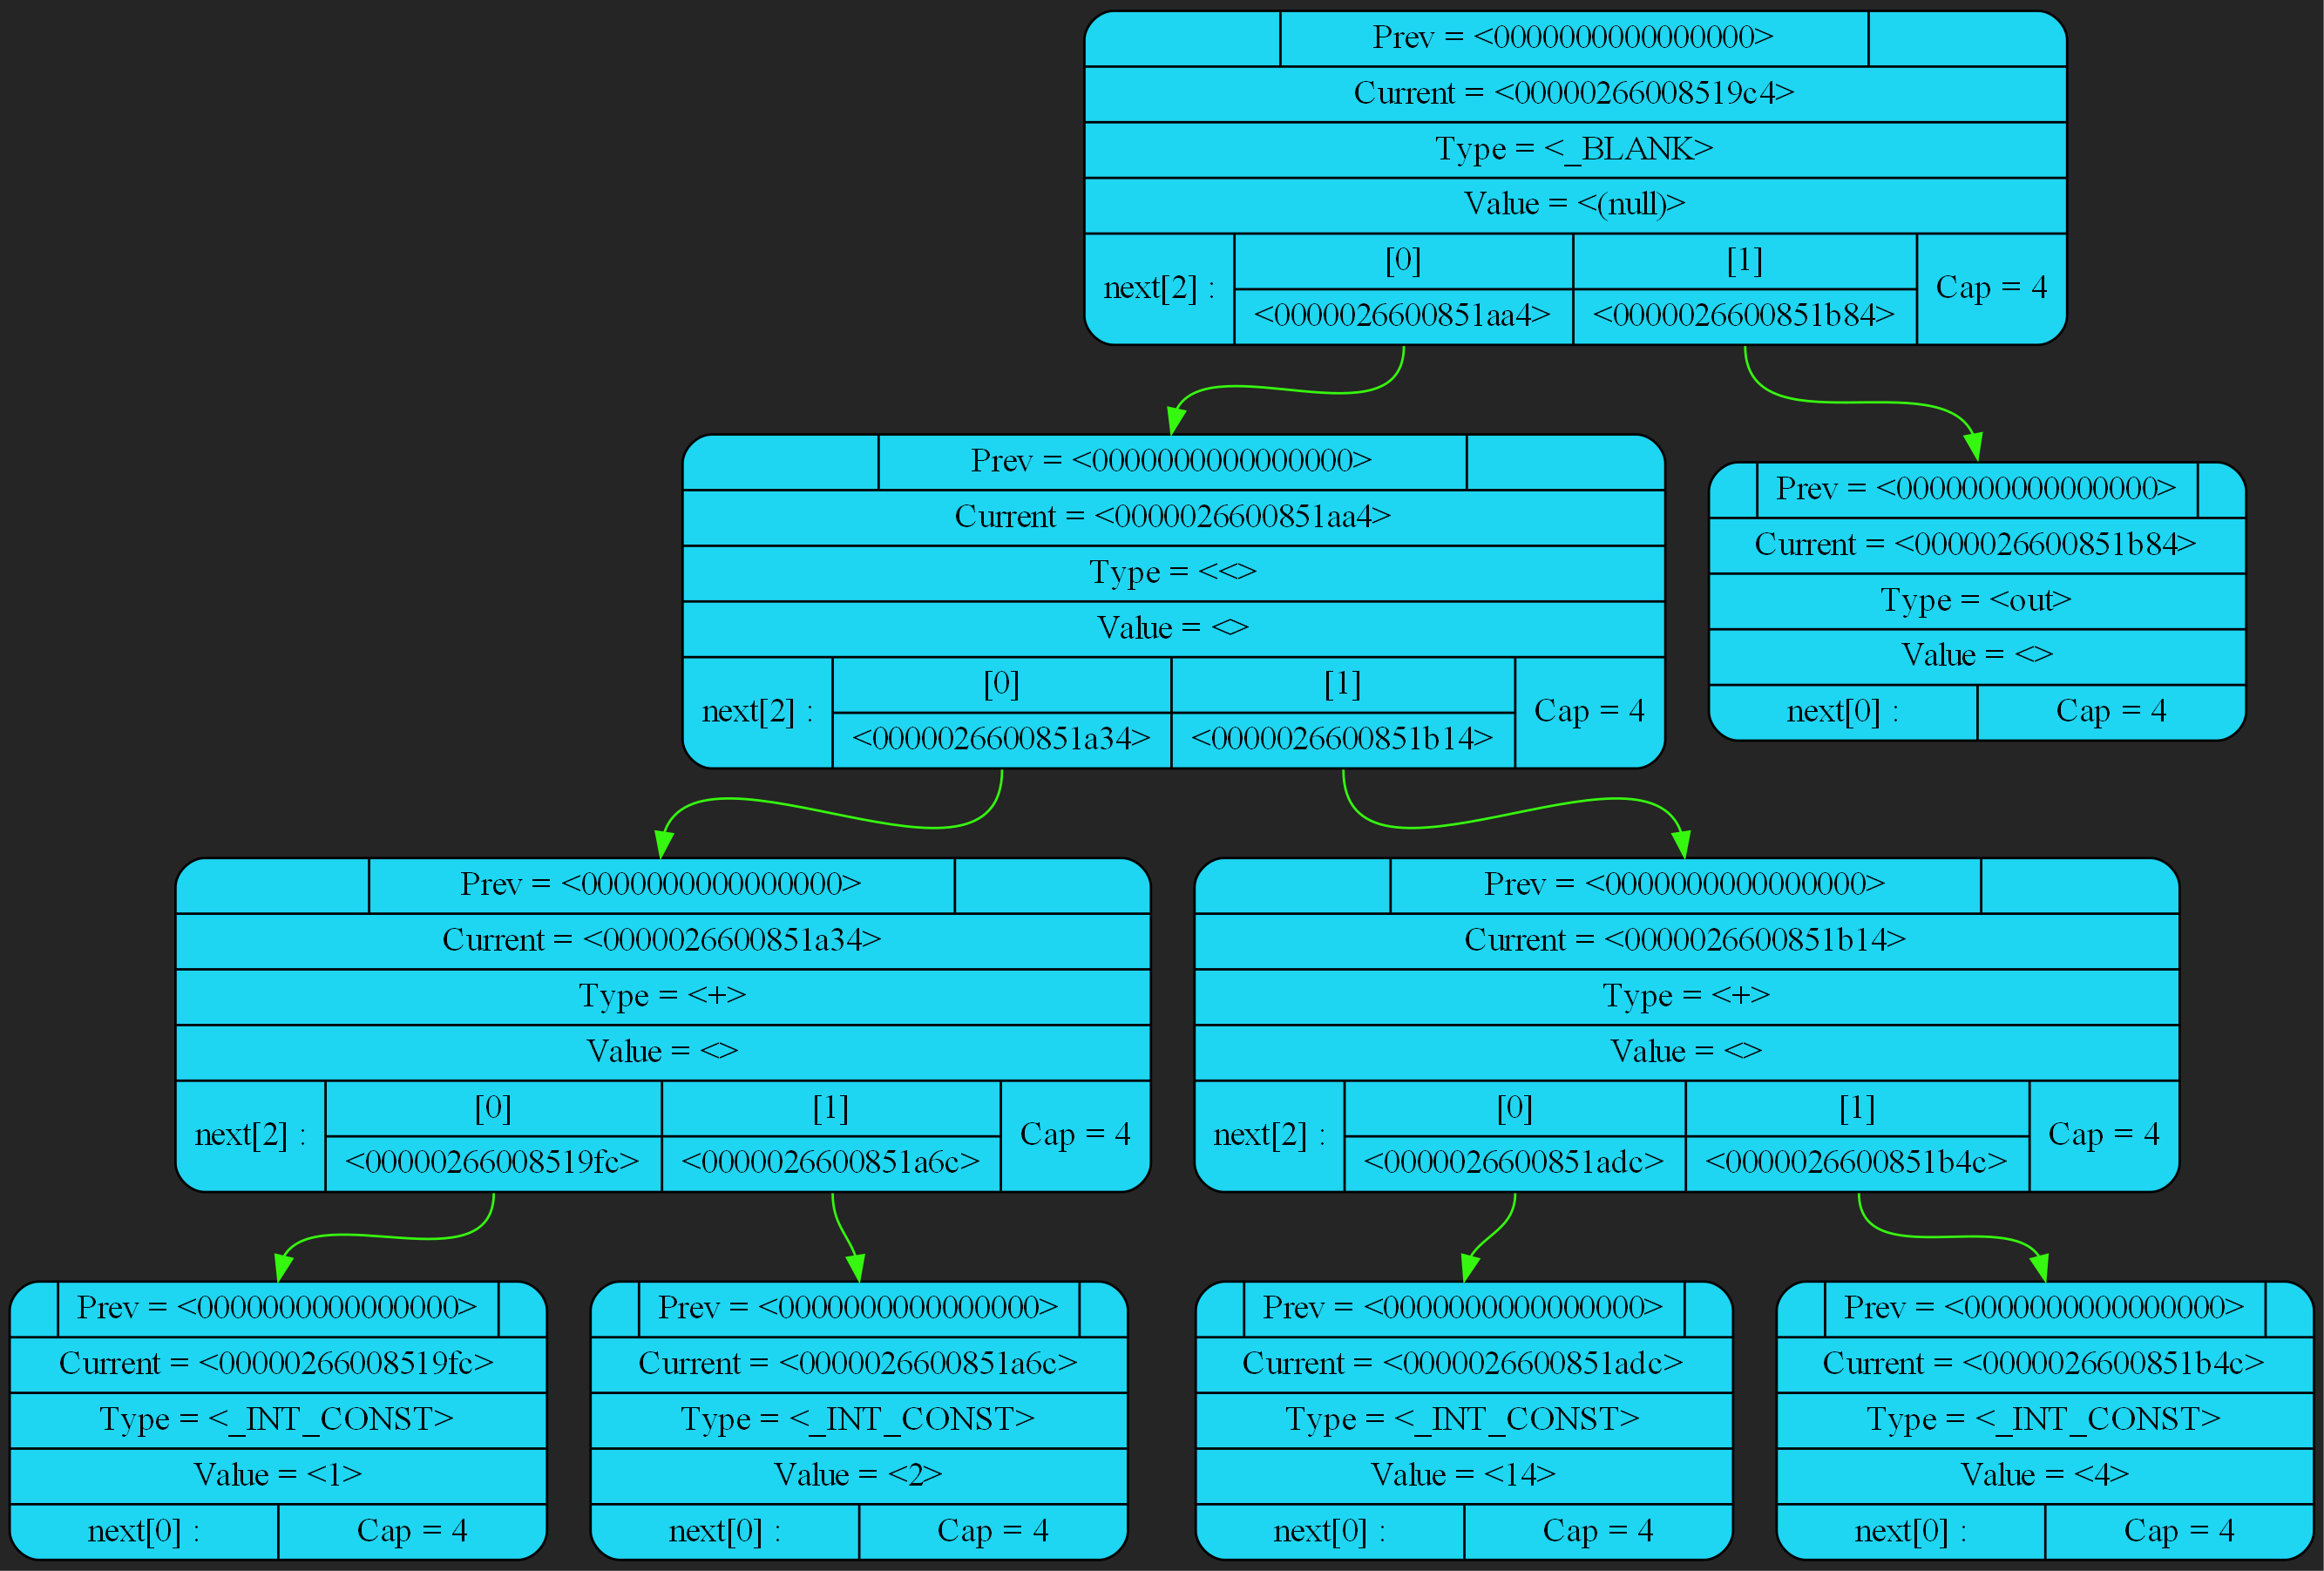 Prev = <0000000000000000>
Current = <00000266008519c4>
Type = <_BLANK>
Value = <(null)>
next[2] :
[0]
<0000026600851aa4>
[1]
<0000026600851b84>
Cap = 4
Prev = <0000000000000000>
Current = <0000026600851aa4>
Type = <<>
Value = <>
next[2] :
[0]
<0000026600851a34>
[1]
<0000026600851b14>
Cap = 4
Prev = <0000000000000000>
Current = <0000026600851b84>
Type = <out>
Value = <>
next[0] :
Cap = 4
Prev = <0000000000000000>
Current = <0000026600851a34>
Type = <+>
Value = <>
next[2] :
[0]
<00000266008519fc>
[1]
<0000026600851a6c>
Cap = 4
Prev = <0000000000000000>
Current = <0000026600851b14>
Type = <+>
Value = <>
next[2] :
[0]
<0000026600851adc>
[1]
<0000026600851b4c>
Cap = 4
Prev = <0000000000000000>
Current = <00000266008519fc>
Type = <_INT_CONST>
Value = <1>
next[0] :
Cap = 4
Prev = <0000000000000000>
Current = <0000026600851a6c>
Type = <_INT_CONST>
Value = <2>
next[0] :
Cap = 4
Prev = <0000000000000000>
Current = <0000026600851adc>
Type = <_INT_CONST>
Value = <14>
next[0] :
Cap = 4
Prev = <0000000000000000>
Current = <0000026600851b4c>
Type = <_INT_CONST>
Value = <4>
next[0] :
Cap = 4